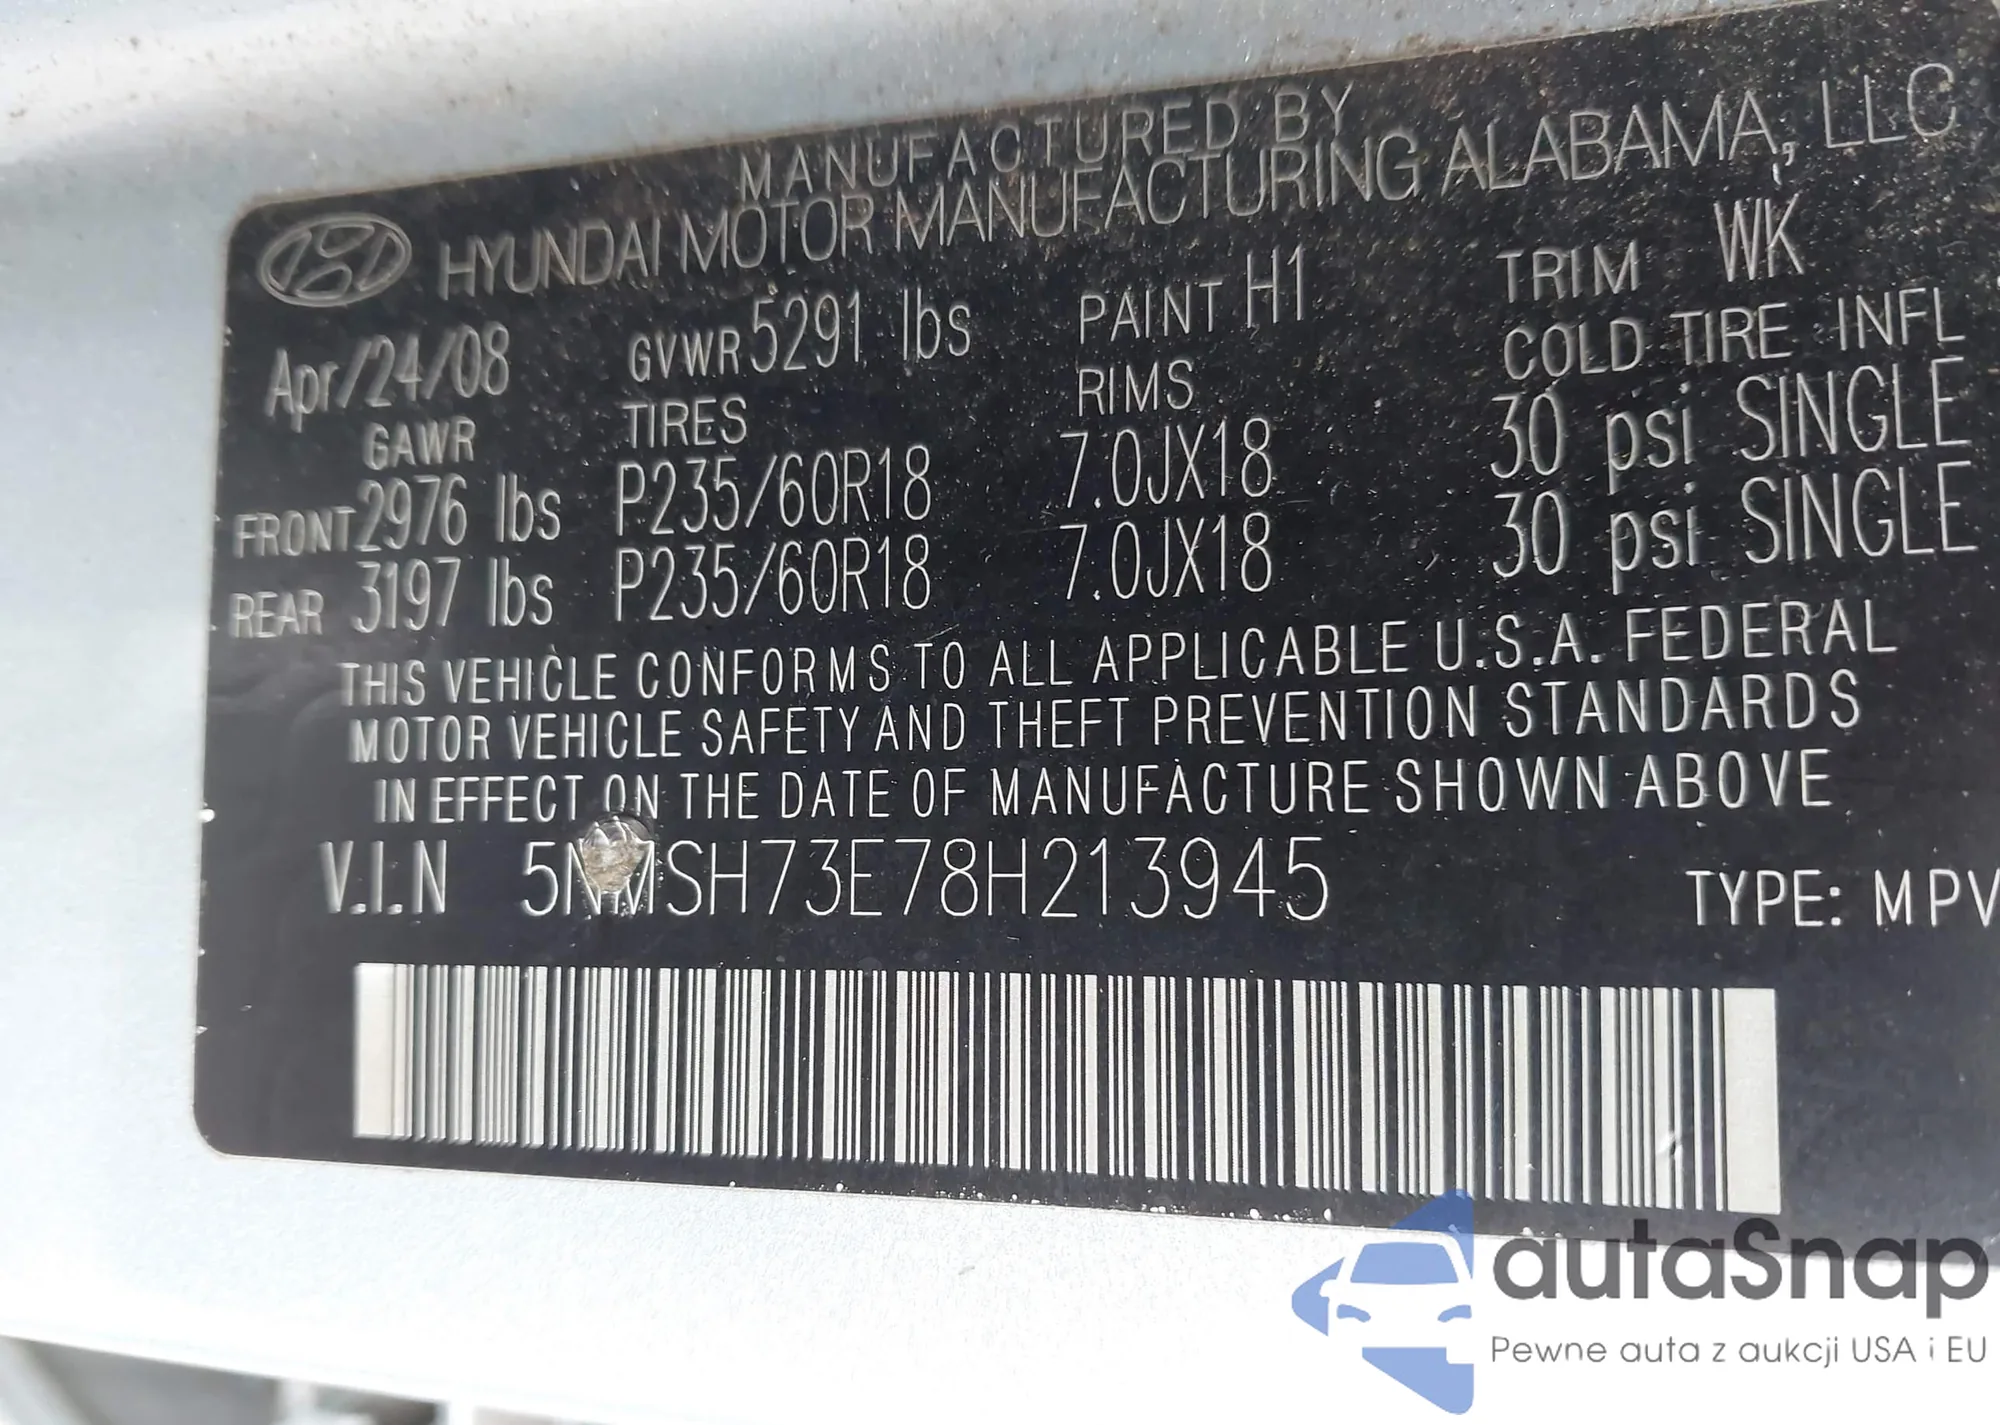 MANUFACTURED BY
HYUNDAI MOTOR MANUFACTURING ALABAMA, LLC
Apr/24/08 GVWR 5291 lbs PAINT H1 TRIM WK
GAWR TIRES RIMS COLD TIRE INFL
FRONT 2976 lbs P235/60R18 7.0JX18 30 psi SINGLE
REAR 3197 lbs P235/60R18 7.0JX18 30 psi SINGLE
THIS VEHICLE CONFORMS TO ALL APPLICABLE U.S.A. FEDERAL
MOTOR VEHICLE SAFETY AND THEFT PREVENTION STANDARDS
IN EFFECT ON THE DATE OF MANUFACTURE SHOWN ABOVE
V.I.N 5NMSH73E78H213945 TYPE: MPV
autaSnap
Pewne auta z aukcji USA i EU